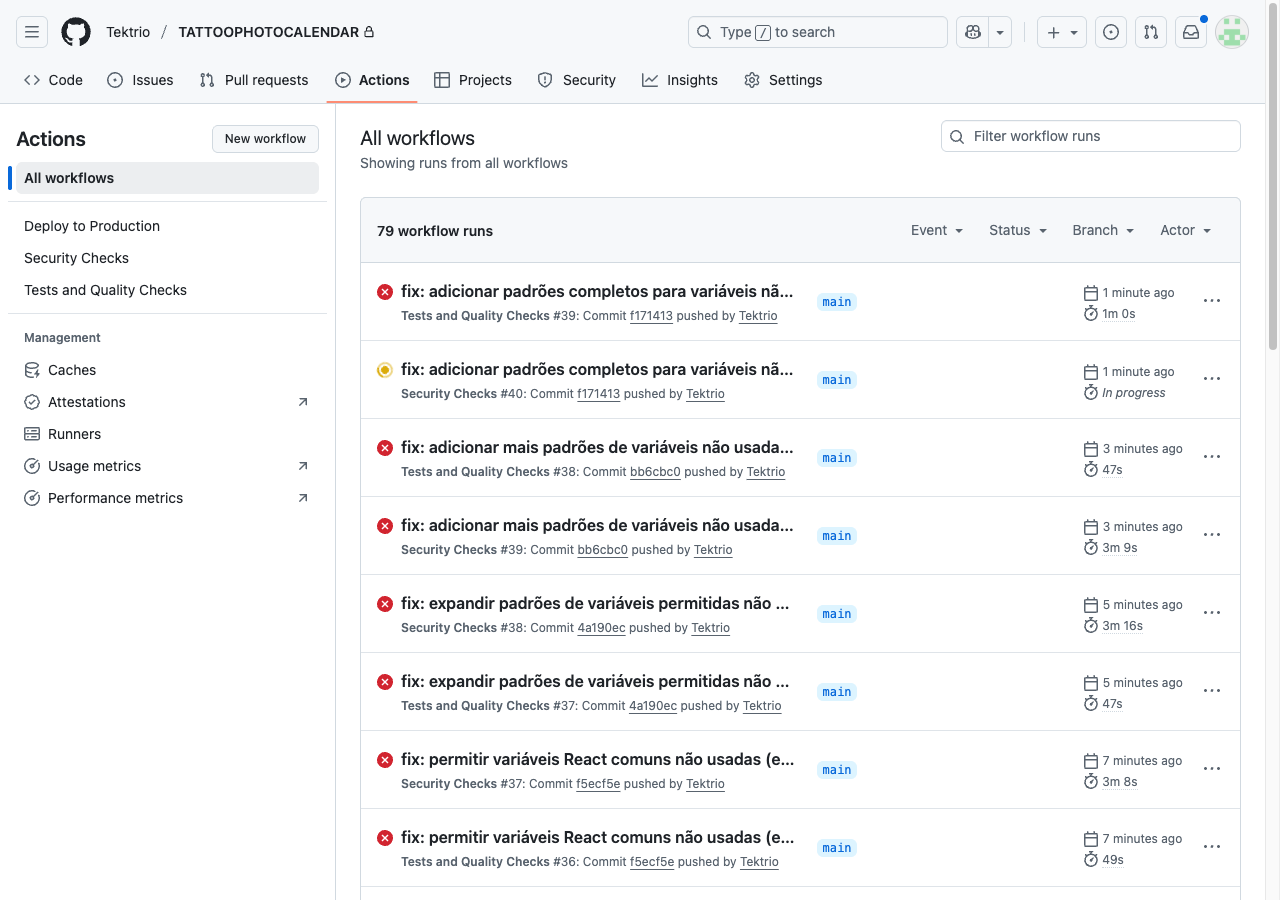 Tektrio / TATTOOPHOTOCALENDAR
Type / to search
Code
Issues
Pull requests
Actions
Projects
Security
Insights
Settings
Actions
New workflow
All workflows
Deploy to Production
Security Checks
Tests and Quality Checks
Management
Caches
Attestations
Runners
Usage metrics
Performance metrics
All workflows
Showing runs from all workflows
Filter workflow runs
79 workflow runs
Event
Status
Branch
Actor
fix: adicionar padrões completos para variáveis nã...
Tests and Quality Checks #39: Commit f171413 pushed by Tektrio
main
1 minute ago
1m 0s
fix: adicionar padrões completos para variáveis nã...
Security Checks #40: Commit f171413 pushed by Tektrio
main
1 minute ago
In progress
fix: adicionar mais padrões de variáveis não usada...
Tests and Quality Checks #38: Commit bb6cbc0 pushed by Tektrio
main
3 minutes ago
47s
fix: adicionar mais padrões de variáveis não usada...
Security Checks #39: Commit bb6cbc0 pushed by Tektrio
main
3 minutes ago
3m 9s
fix: expandir padrões de variáveis permitidas não ...
Security Checks #38: Commit 4a190ec pushed by Tektrio
main
5 minutes ago
3m 16s
fix: expandir padrões de variáveis permitidas não ...
Tests and Quality Checks #37: Commit 4a190ec pushed by Tektrio
main
5 minutes ago
47s
fix: permitir variáveis React comuns não usadas (e...
Security Checks #37: Commit f5ecf5e pushed by Tektrio
main
7 minutes ago
3m 8s
fix: permitir variáveis React comuns não usadas (e...
Tests and Quality Checks #36: Commit f5ecf5e pushed by Tektrio
main
7 minutes ago
49s